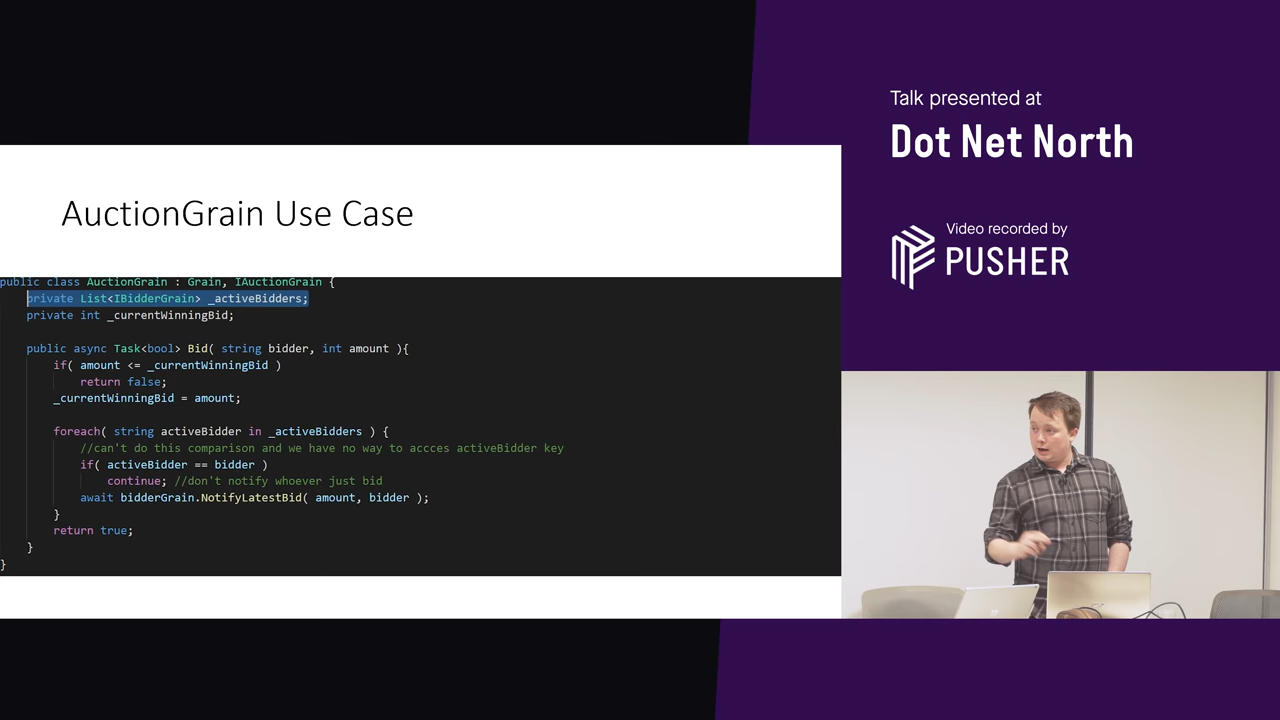 Talk presented at
Dot Net North
Video recorded by
PUSHER
AuctionGrain Use Case
public class AuctionGrain : Grain, IAuctionGrain {
private List<IBidderGrain> _activeBidders;
private int _currentWinningBid;
public async Task<bool> Bid( string bidder, int amount ){
if( amount <= _currentWinningBid )
return false;
_currentWinningBid = amount;
foreach( string activeBidder in _activeBidders ) {
//can't do this comparison and we have no way to accces activeBidder key
if( activeBidder == bidder )
continue; //don't notify whoever just bid
await bidderGrain.NotifyLatestBid( amount, bidder );
}
return true;
}
}